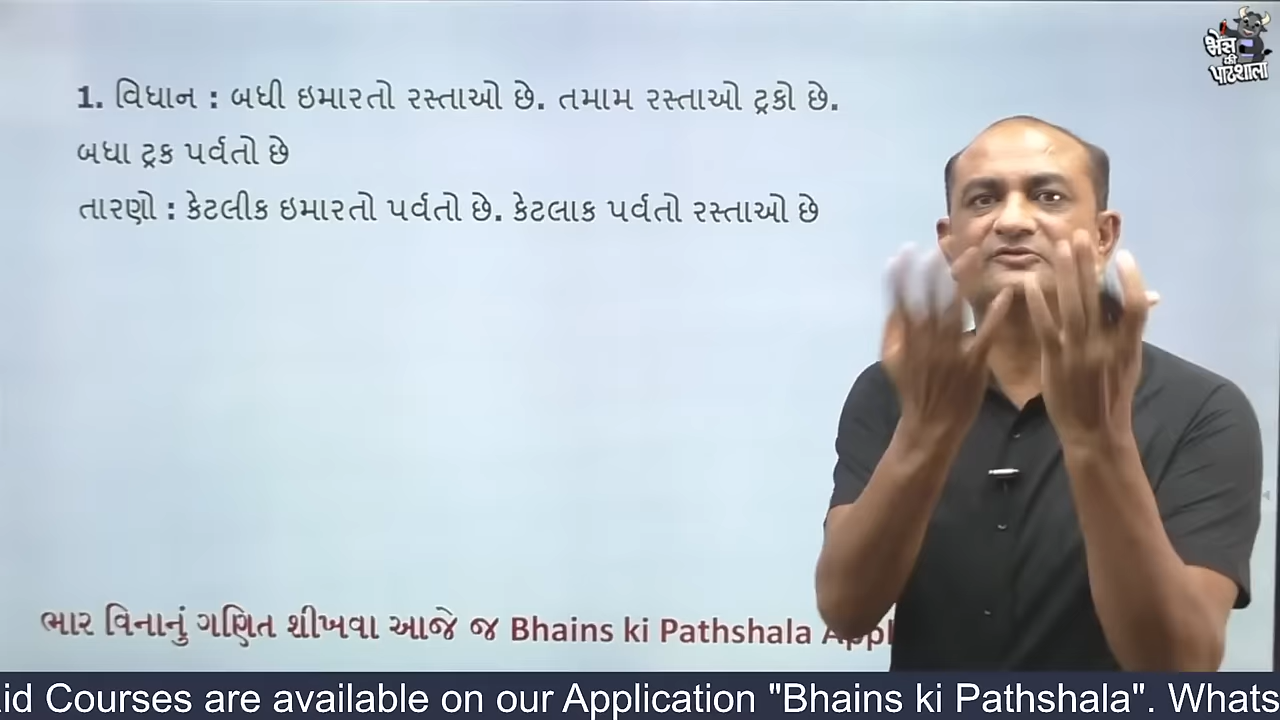 भैंस
की
પાઠશાલા
1. વિધાન : બધી ઇમારતો રસ્તાઓ છે. તમામ રસ્તાઓ ટ્રકો છે.
બધા ટ્રક પર્વતો છે
તારણો : કેટલીક ઇમારતો પર્વતો છે. કેટલાક પર્વતો રસ્તાઓ છે
ભાર વિનાનું ગણિત શીખવા આજે જ Bhains ki Pathshala Appl
id Courses are available on our Application "Bhains ki Pathshala". Whats